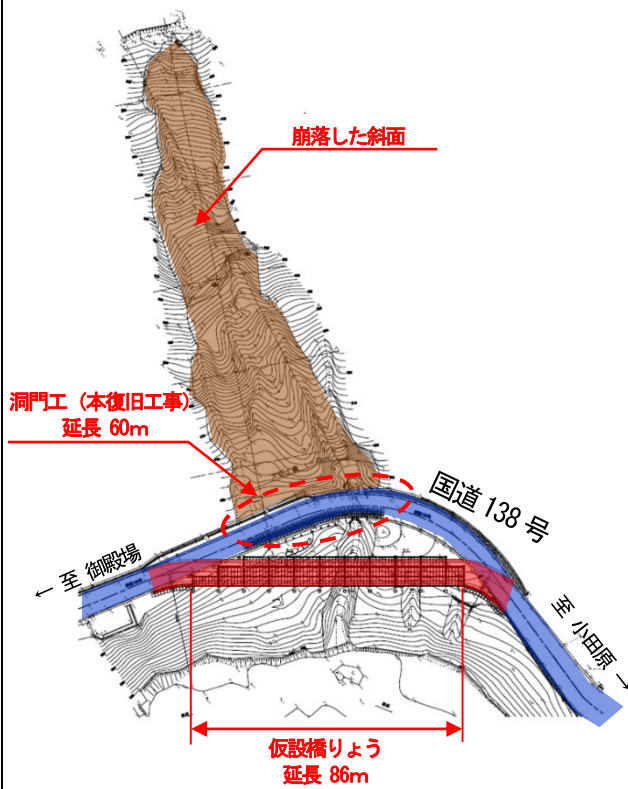 崩落した斜面
洞門工（本復旧工事）
延長 60m
国道 138 号
← 至 御殿場
至 小田原 →
仮設橋りょう
延長 86m